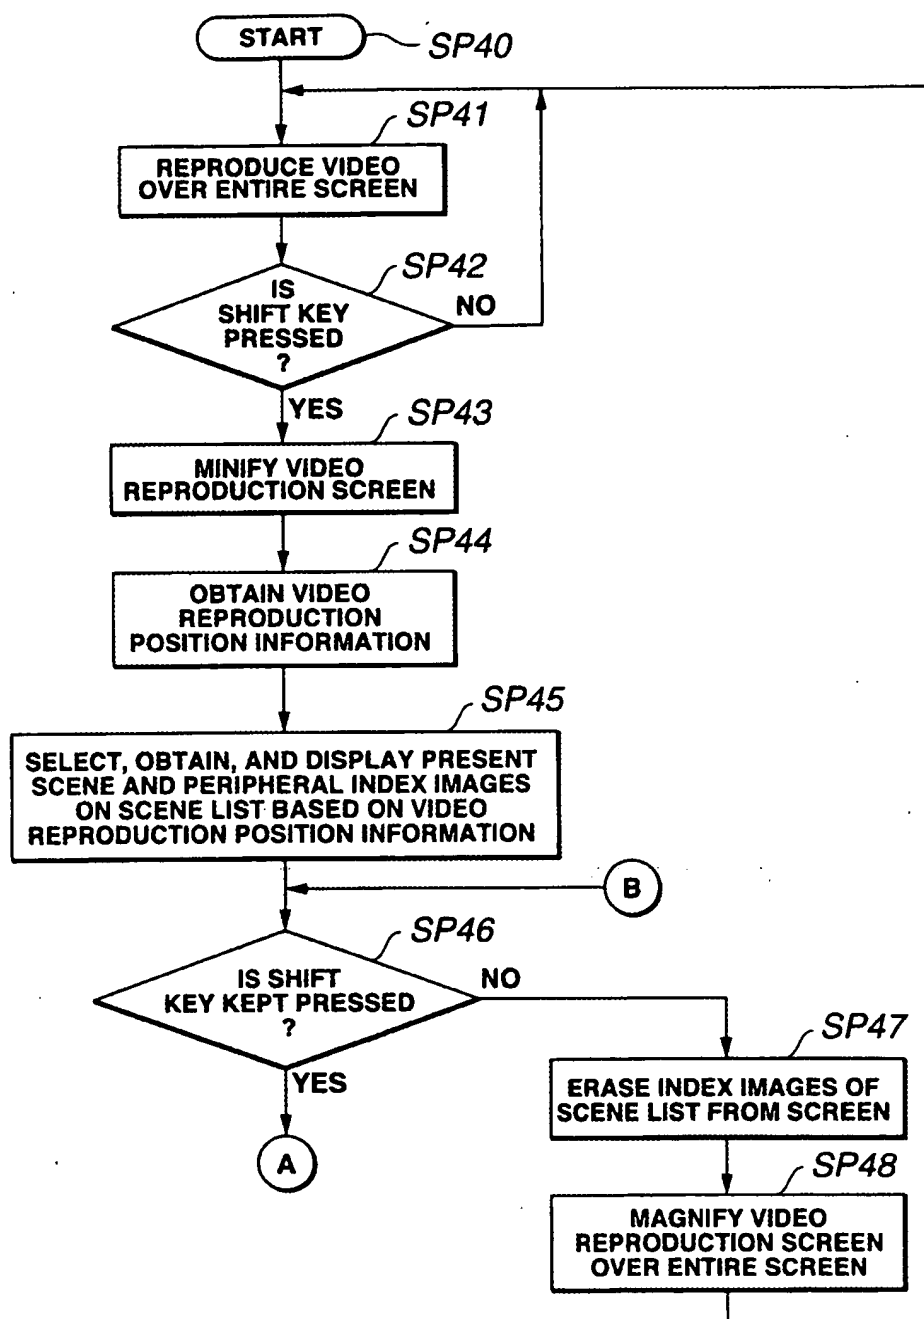 START
SP40
SP41
REPRODUCE VIDEO
OVER ENTIRE SCREEN
SP42
IS
SHIFT KEY
PRESSED
?
NO
YES
SP43
MINIFY VIDEO
REPRODUCTION SCREEN
SP44
OBTAIN VIDEO
REPRODUCTION
POSITION INFORMATION
SP45
SELECT, OBTAIN, AND DISPLAY PRESENT
SCENE AND PERIPHERAL INDEX IMAGES
ON SCENE LIST BASED ON VIDEO
REPRODUCTION POSITION INFORMATION
B
SP46
IS SHIFT
KEY KEPT PRESSED
?
NO
YES
A
SP47
ERASE INDEX IMAGES OF
SCENE LIST FROM SCREEN
SP48
MAGNIFY VIDEO
REPRODUCTION SCREEN
OVER ENTIRE SCREEN